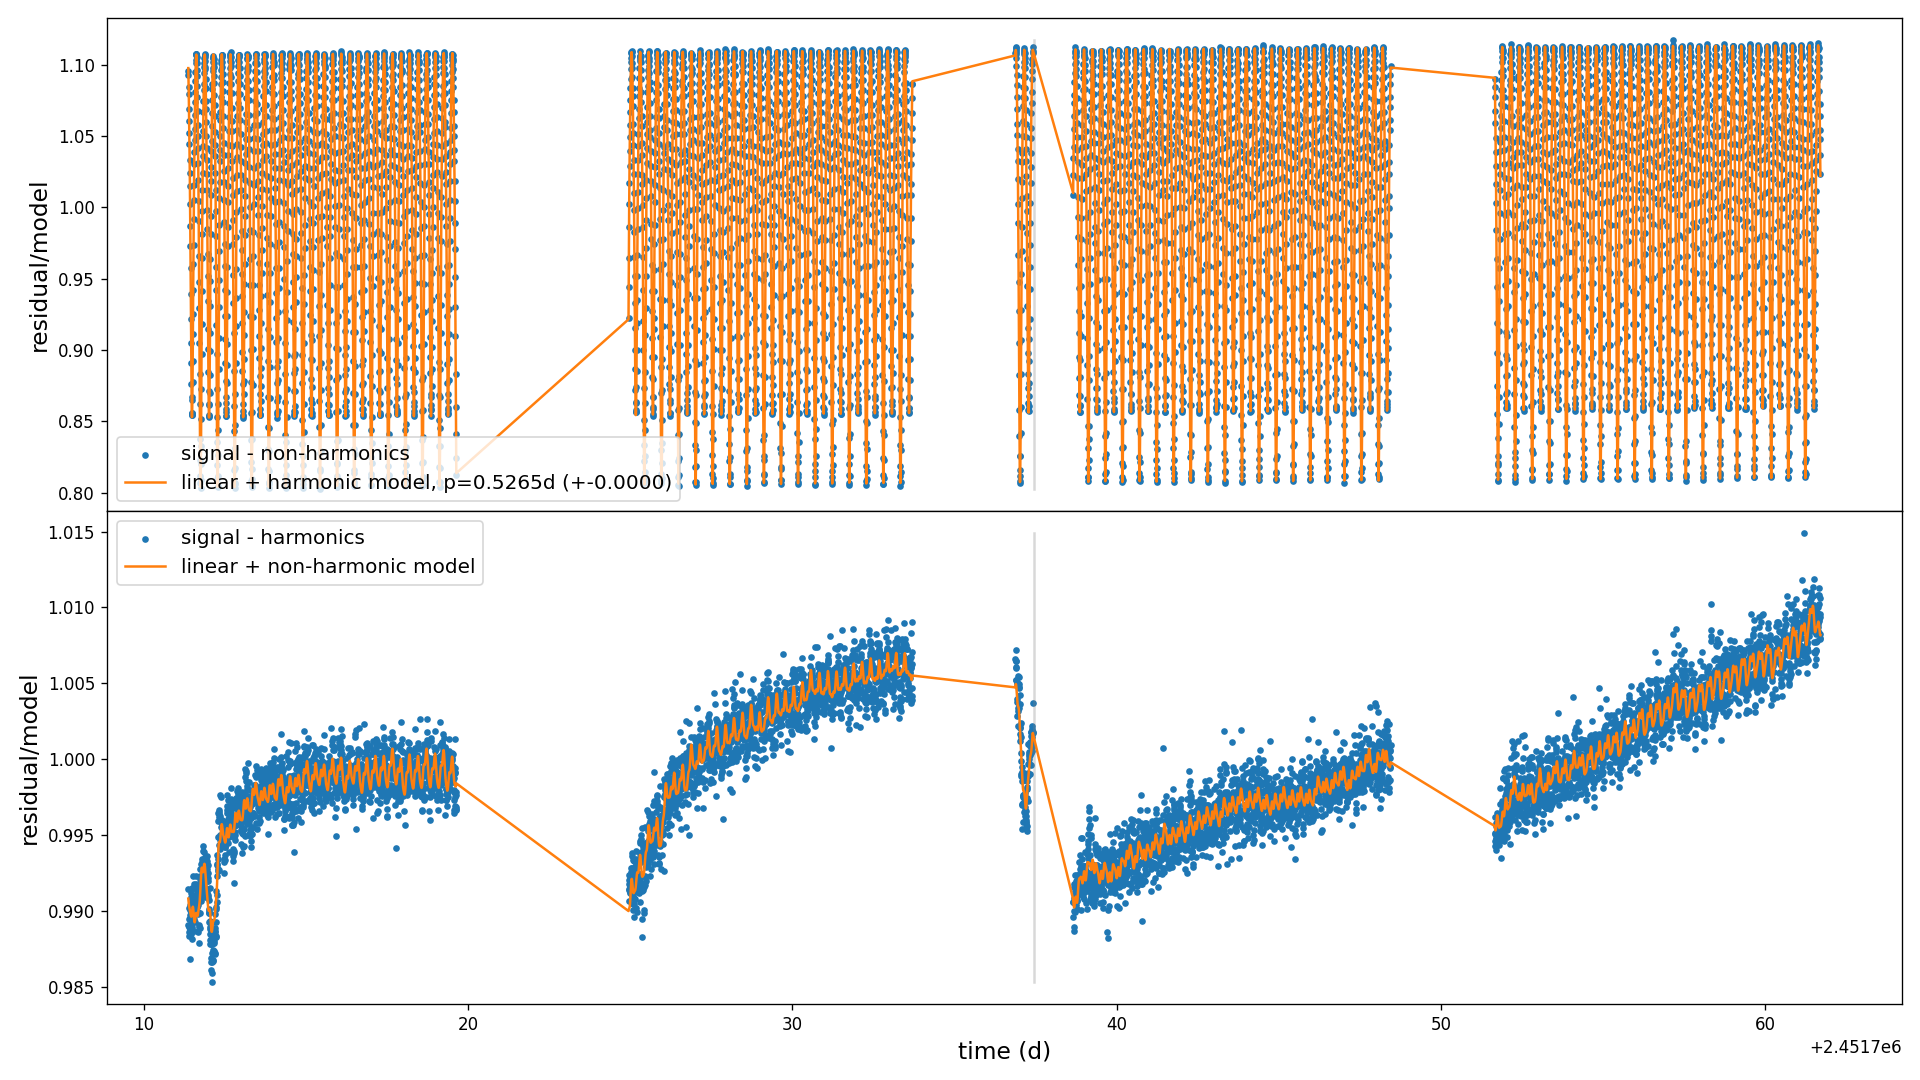 1.10
1.05
1.00
0.95
0.90
0.85
0.80
residual/model
signal - non-harmonics
linear + harmonic model, p=0.5265d (+-0.0000)
1.015
1.010
1.005
1.000
0.995
0.990
0.985
residual/model
signal - harmonics
linear + non-harmonic model
10 20 30 40 50 60
time (d)
+2.4517e6